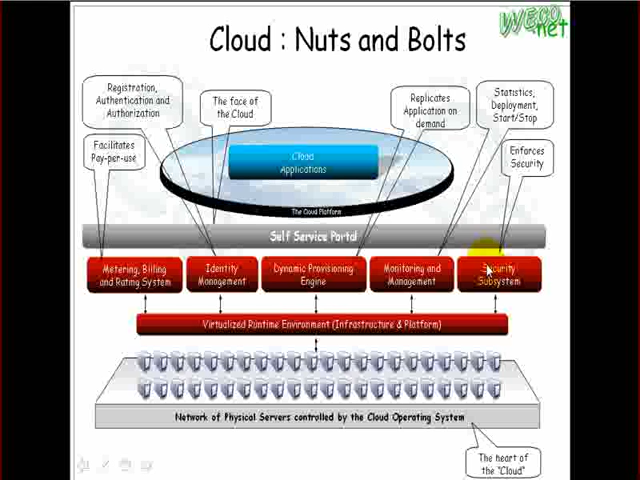 WECO
.net
Cloud : Nuts and Bolts
Registration,
Authentication and
Authorization
The face of
the Cloud
Replicates
Application on
demand
Statistics,
Deployment,
Start/Stop
Facilitates
Pay-per-use
Enforces
Security
Cloud
Applications
The Cloud Platform
Self Service Portal
Metering, Billing
and Rating System
Identity
Management
Dynamic Provisioning
Engine
Monitoring and
Management
Security
Subsystem
Virtualized Runtime Environment (Infrastructure & Platform)
Network of Physical Servers controlled by the Cloud Operating System
The heart of
the "Cloud"